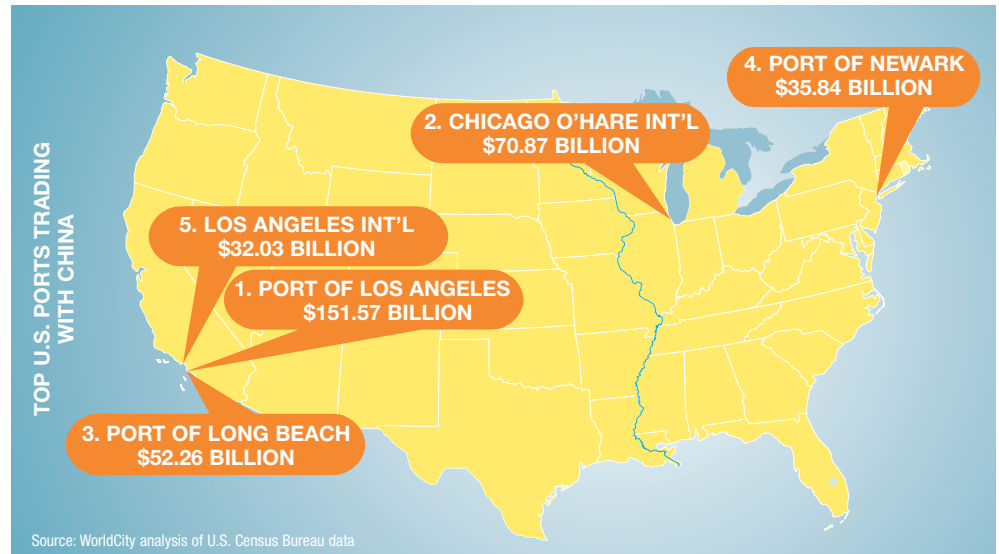 TOP U.S. PORTS TRADING
WITH CHINA
4. PORT OF NEWARK
$35.84 BILLION
2. CHICAGO O’HARE INT’L
$70.87 BILLION
5. LOS ANGELES INT’L
$32.03 BILLION
1. PORT OF LOS ANGELES
$151.57 BILLION
3. PORT OF LONG BEACH
$52.26 BILLION
Source: WorldCity analysis of U.S. Census Bureau data